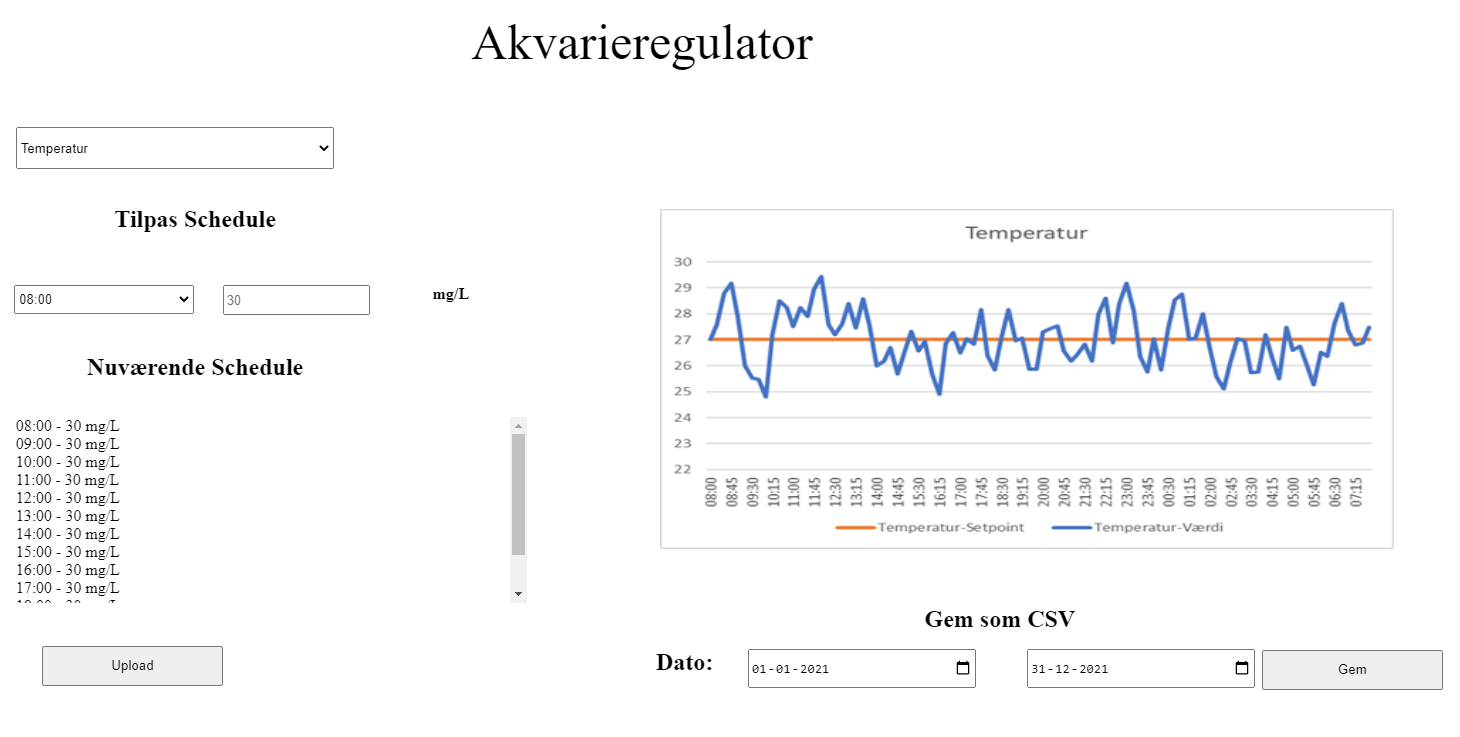 Akvarieregulator
Temperatur
Tilpas Schedule
08:00 30 mg/L
Nuværende Schedule
08:00 - 30 mg/L
09:00 - 30 mg/L
10:00 - 30 mg/L
11:00 - 30 mg/L
12:00 - 30 mg/L
13:00 - 30 mg/L
14:00 - 30 mg/L
15:00 - 30 mg/L
16:00 - 30 mg/L
17:00 - 30 mg/L
Upload
Temperatur
30
29
28
27
26
25
24
23
22
08:00 08:45 09:30 10:15 11:00 11:45 12:30 13:15 14:00 14:45 15:30 16:15 17:00 17:45 18:30 19:15 20:00 20:45 21:30 22:15 23:00 23:45 00:30 01:15 02:00 02:45 03:30 04:15 05:00 05:45 06:30 07:15
Temperatur-Setpoint Temperatur-Værdi
Gem som CSV
Dato: 01-01-2021 31-12-2021 Gem